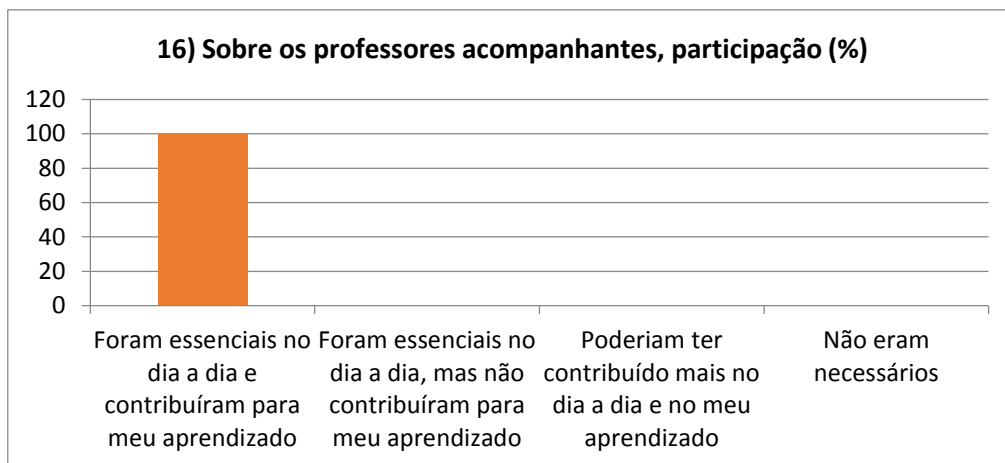 16) Sobre os professores acompanhantes, participação (%)
120
100
80
60
40
20
0
Foram essenciais no
dia a dia e
contribuíram para
meu aprendizado
Foram essenciais no
dia a dia, mas não
contribuíram para
meu aprendizado
Poderiam ter
contribuído mais no
dia a dia e no meu
aprendizado
Não eram
necessários